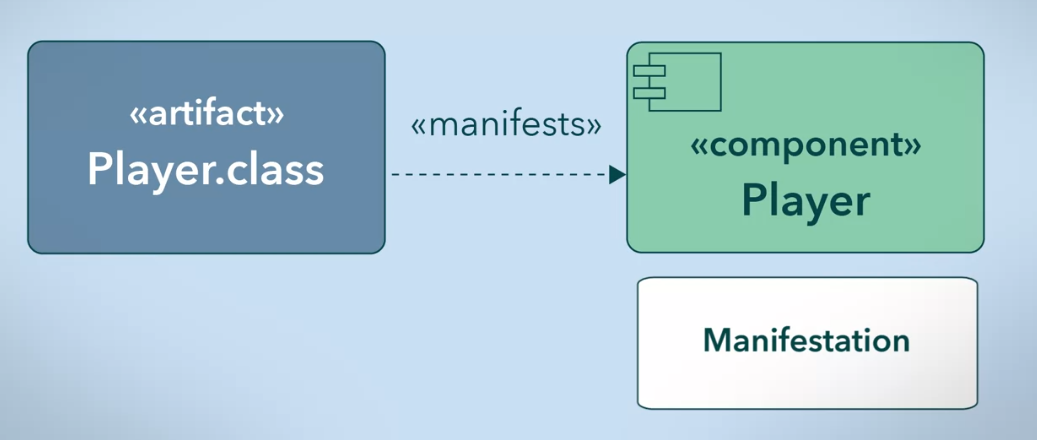 «artifact»
Player.class
«manifests»
«component»
Player
Manifestation